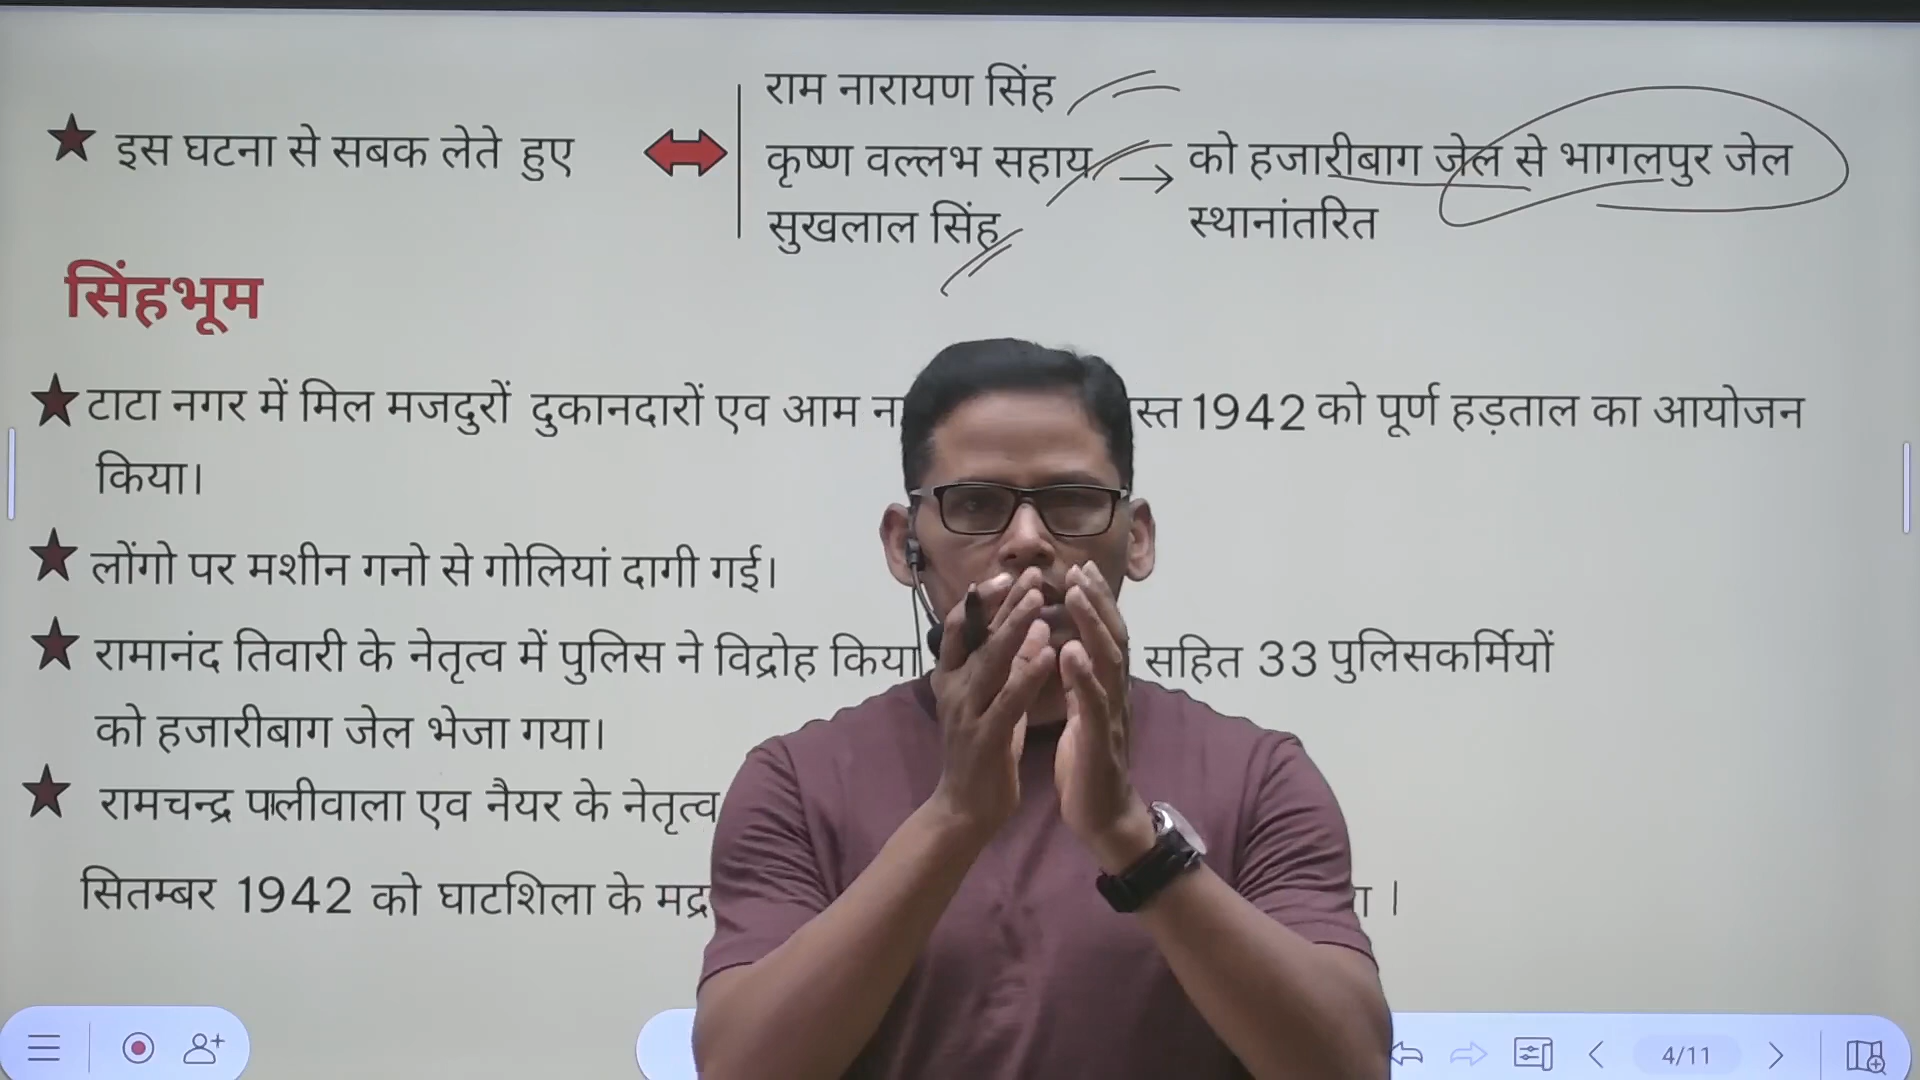 राम नारायण सिंह
इस घटना से सबक लेते हुए
कृष्ण वल्लभ सहाय
को हजारीबाग जेल से भागलपुर जेल
सुखलाल सिंह
स्थानांतरित
सिंहभूम
टाटा नगर में मिल मजदुरों दुकानदारों एव आम 1942 को पूर्ण हड़ताल का आयोजन
किया।
लोंगो पर मशीन गनो से गोलियां दागी गई।
रामानंद तिवारी के नेतृत्व में पुलिस ने विद्रोह किया सहित 33 पुलिसकर्मियों
को हजारीबाग जेल भेजा गया।
रामचन्द्र पालीवाला एव नैयर के नेतृत्व
सितम्बर 1942 को घाटशिला के
4/11